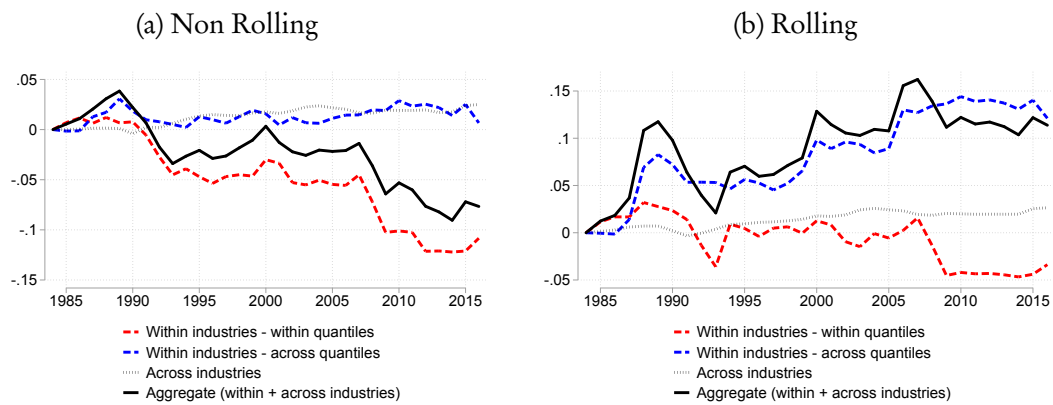 (a) Non Rolling
.05
0
-.05
-.1
-.15
1985 1990 1995 2000 2005 2010 2015
Within industries - within quantiles
Within industries - across quantiles
Across industries
Aggregate (within + across industries)
(b) Rolling
.15
.1
.05
0
-.05
1985 1990 1995 2000 2005 2010 2015
Within industries - within quantiles
Within industries - across quantiles
Across industries
Aggregate (within + across industries)